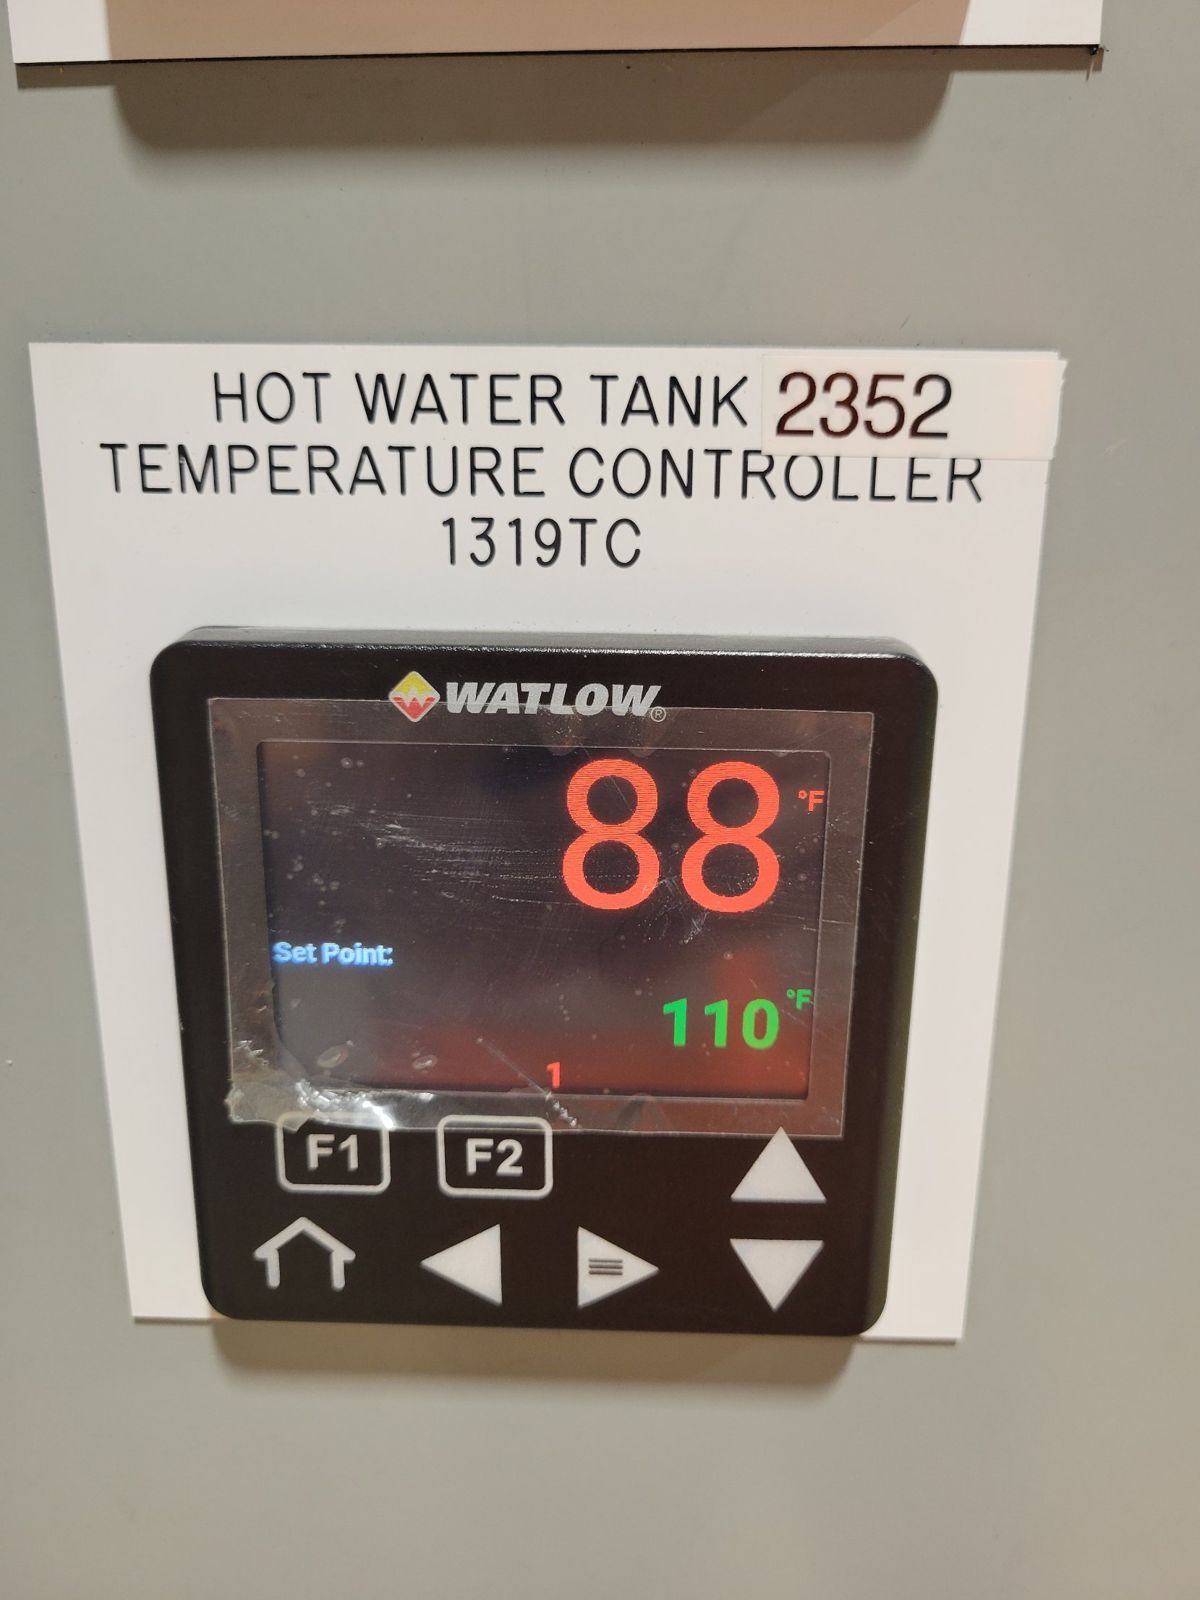 HOT WATER TANK 2352
TEMPERATURE CONTROLLER
1319TC
WATLOW®
88 °F
Set Point:
110 °F
1
F1 F2